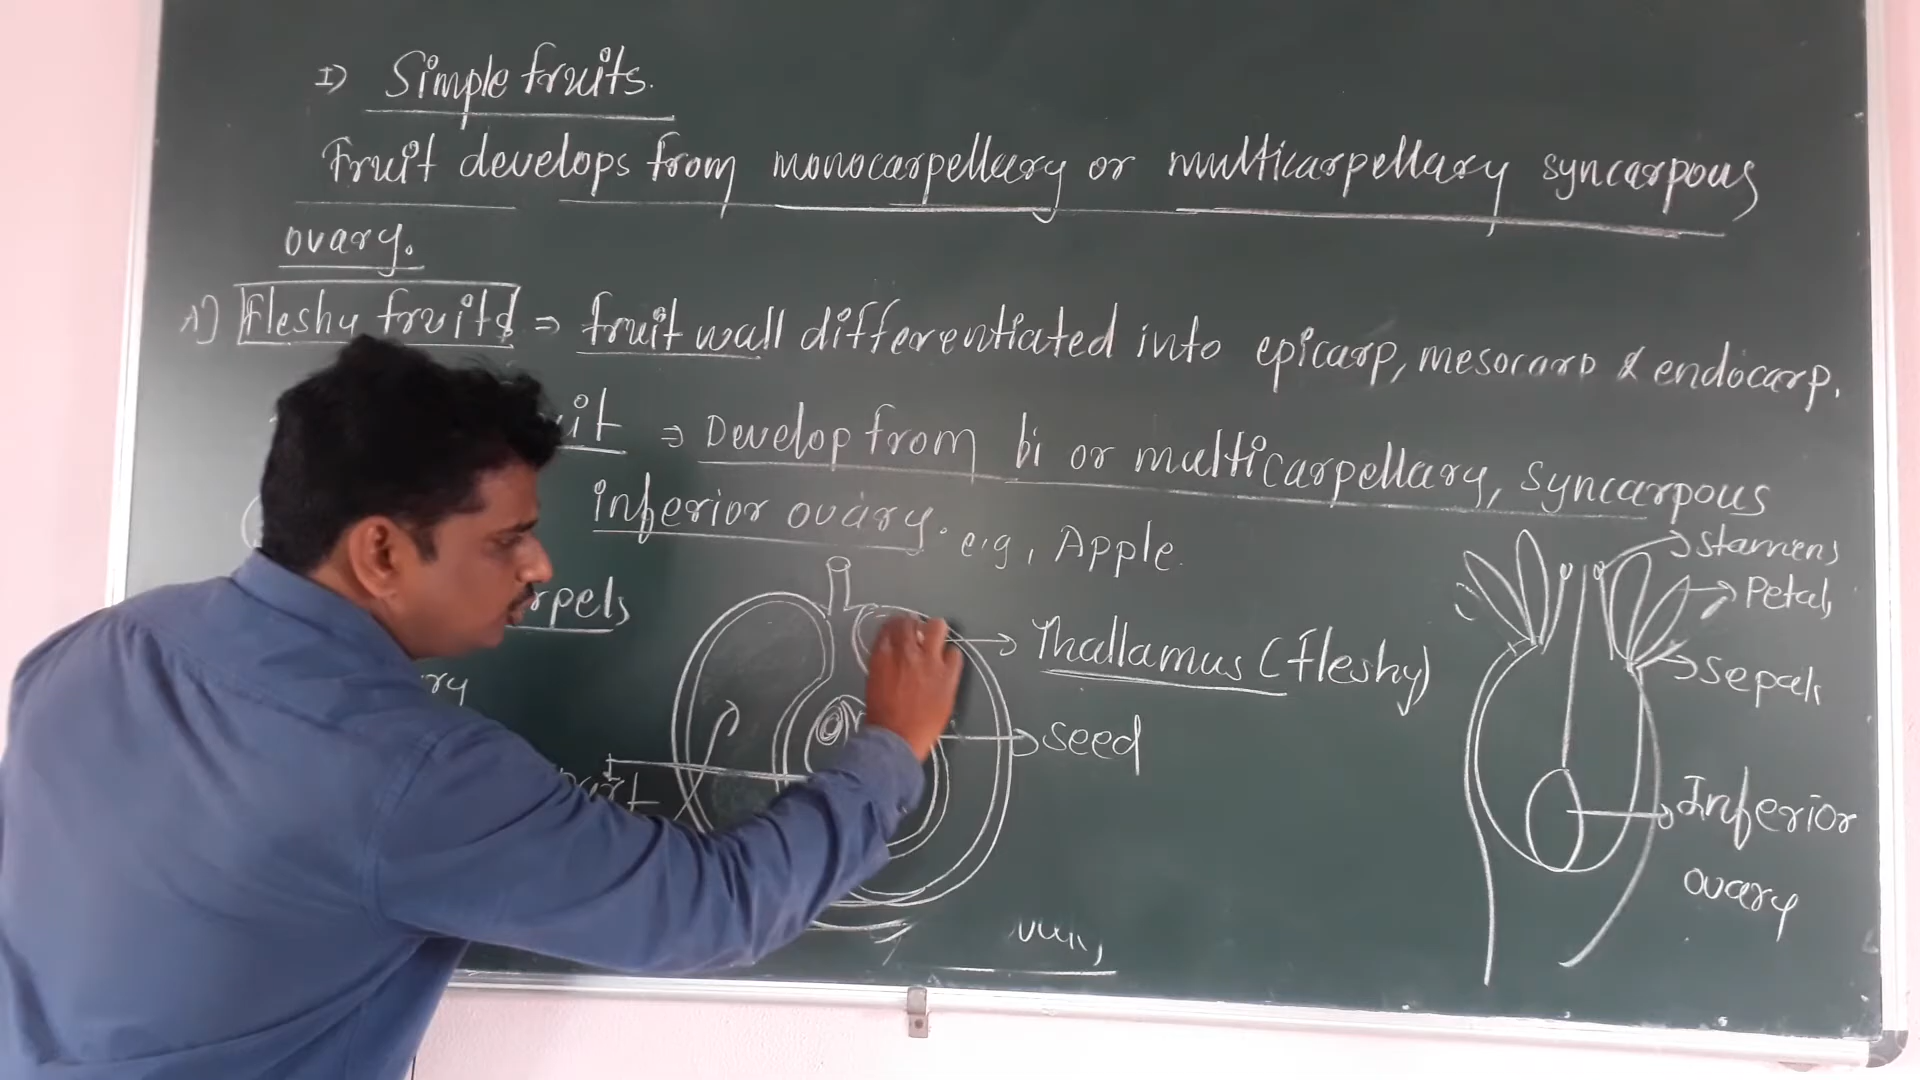 I) Simple fruits.
Fruit develops from monocarpellary or multicarpellary syncarpous
ovary.
A) Fleshy fruits ⇒ fruit wall differentiated into epicarp, mesocarp & endocarp.
⇒ Develop from bi or multicarpellary, syncarpous
inferior ovary. e.g, Apple.
Stamens
Petals
Thallamus (Fleshy)
Sepals
seed
Inferior
ovary